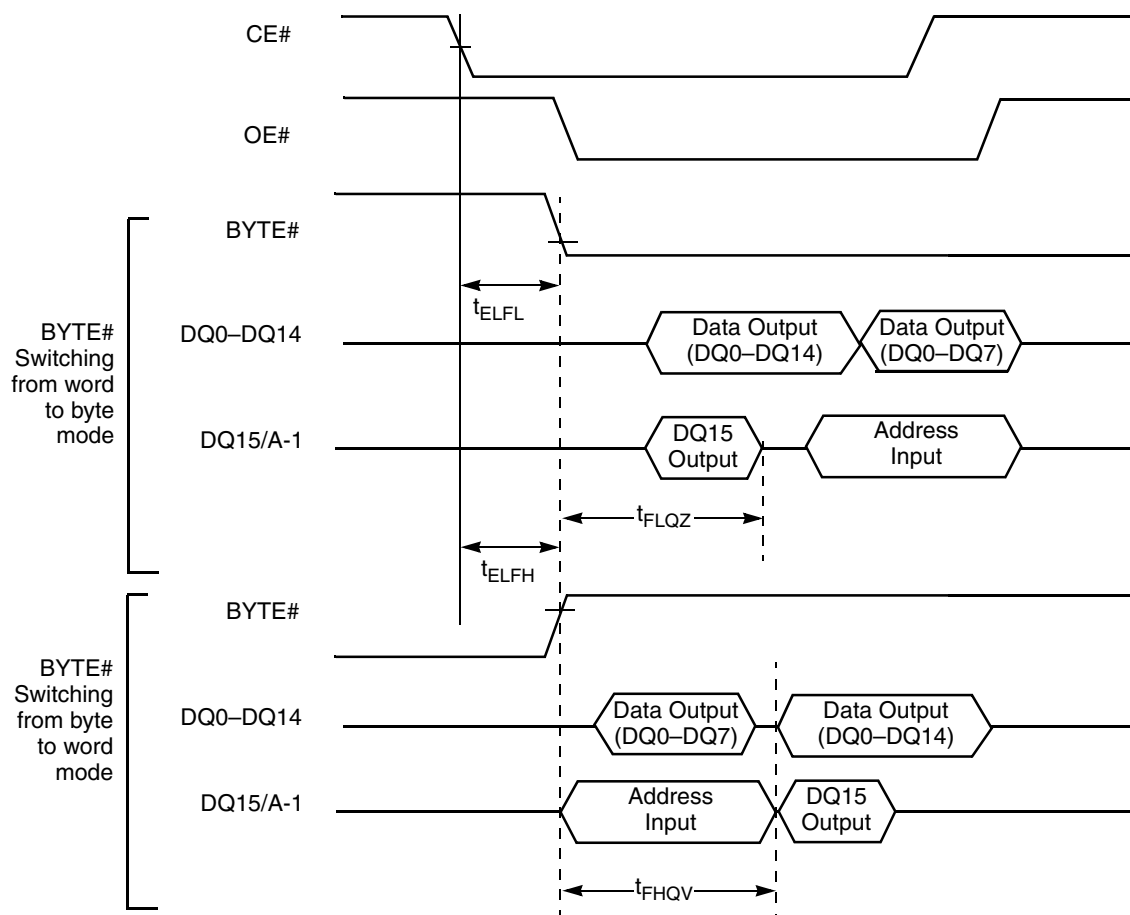 CE#
OE#
BYTE#
tELFL
BYTE#
Switching
from word
to byte
mode
DQ0–DQ14
Data Output
(DQ0–DQ14)
Data Output
(DQ0–DQ7)
DQ15/A-1
DQ15
Output
Address
Input
tFLQZ
tELFH
BYTE#
BYTE#
Switching
from byte
to word
mode
DQ0–DQ14
Data Output
(DQ0–DQ7)
Data Output
(DQ0–DQ14)
DQ15/A-1
Address
Input
DQ15
Output
tFHQV